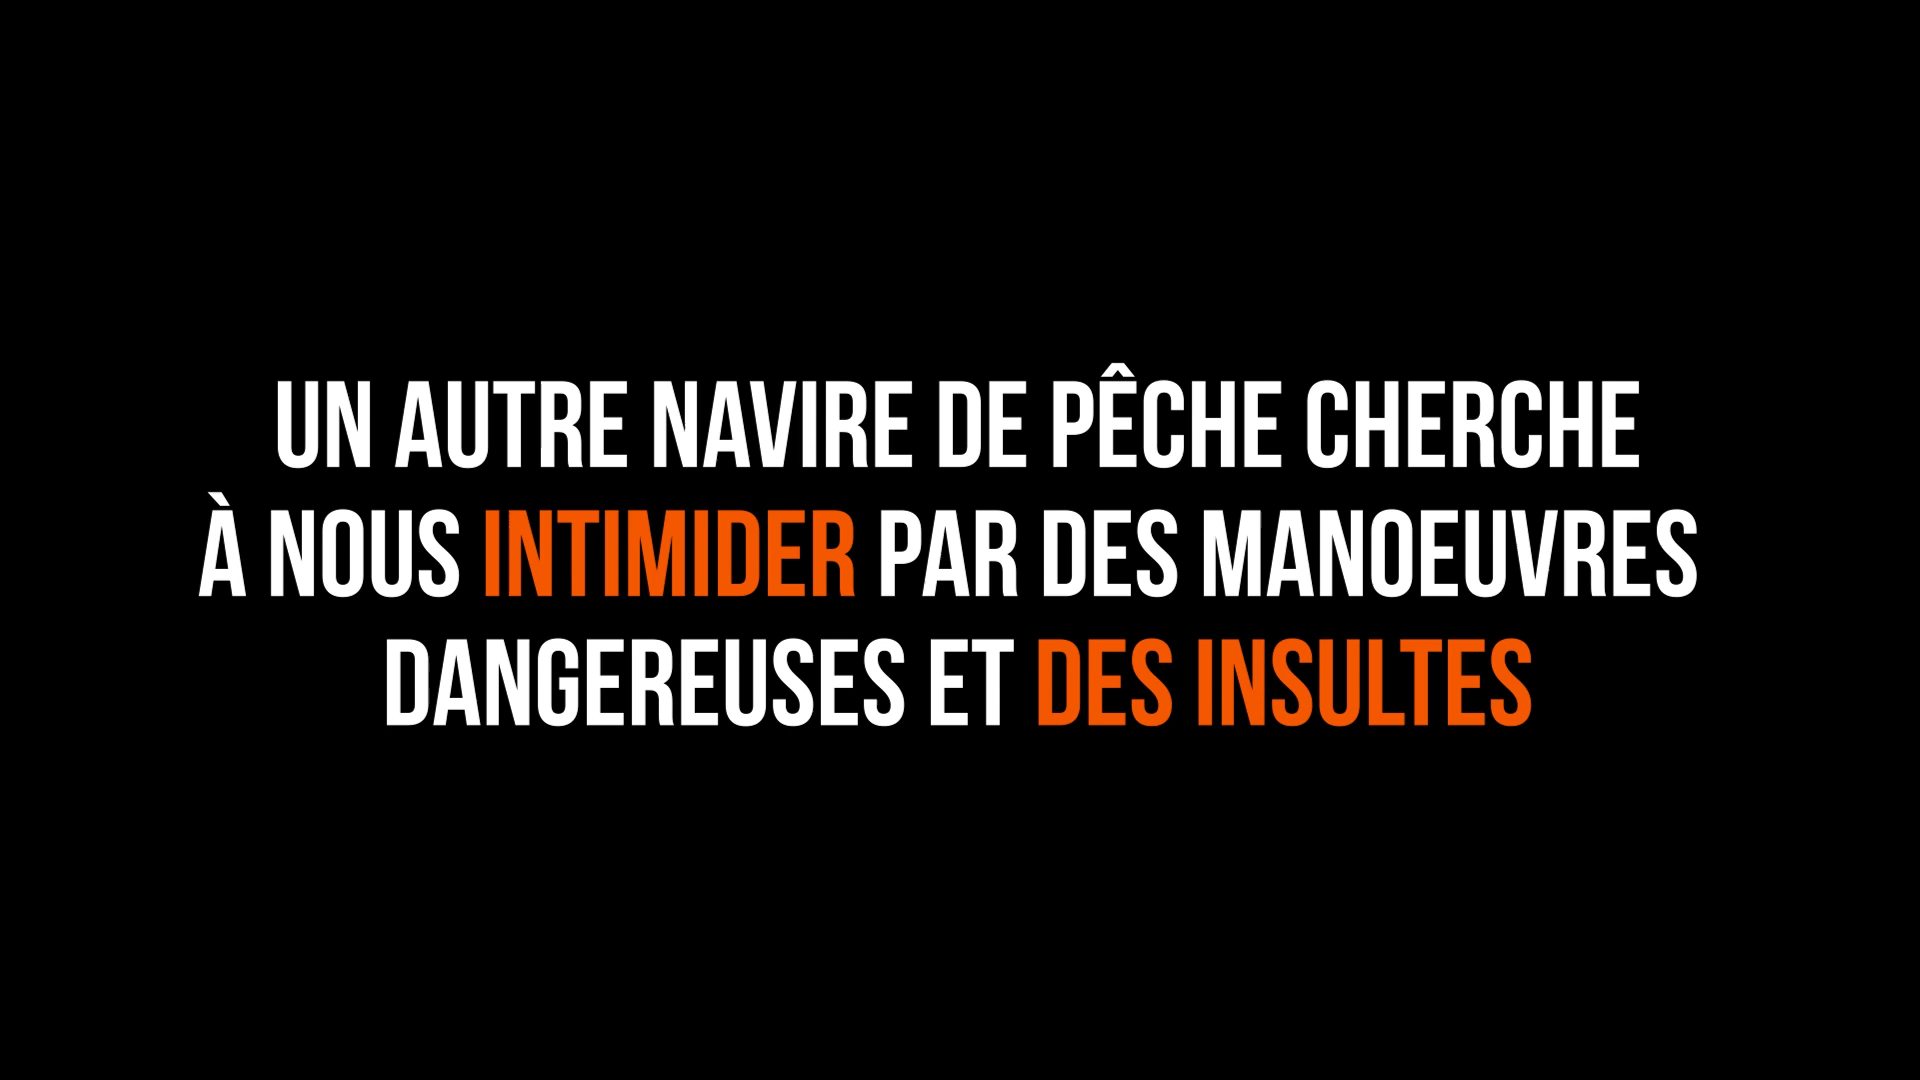 UN AUTRE NAVIRE DE PÊCHE CHERCHE
À NOUS INTIMIDER PAR DES MANOEUVRES
DANGEREUSES ET DES INSULTES